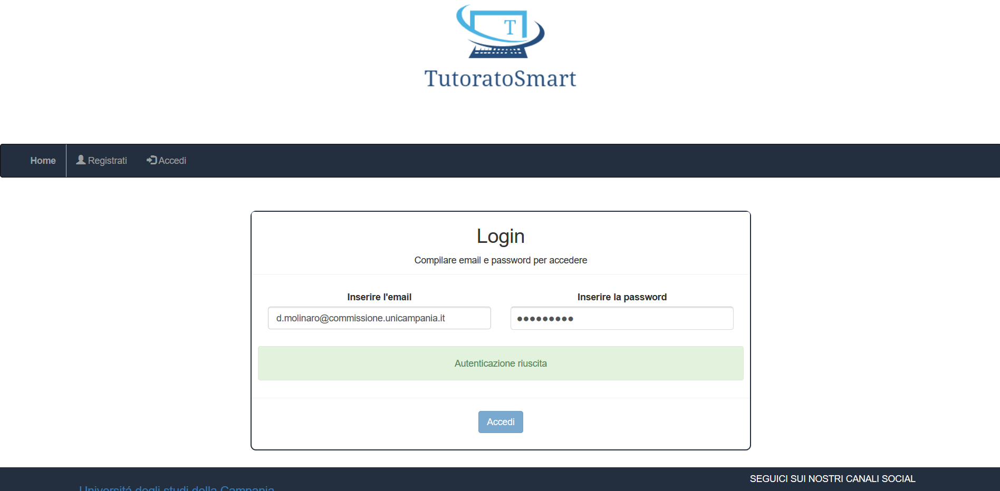 T
TutoratoSmart
Home Registrati Accedi
Login
Compilare email e password per accedere
Inserire l'email Inserire la password
d.molinaro@commissione.unicampania.it ●●●●●●●●●
Autenticazione riuscita
Accedi
SEGUICI SUI NOSTRI CANALI SOCIAL
Universitá degli studi della Campania